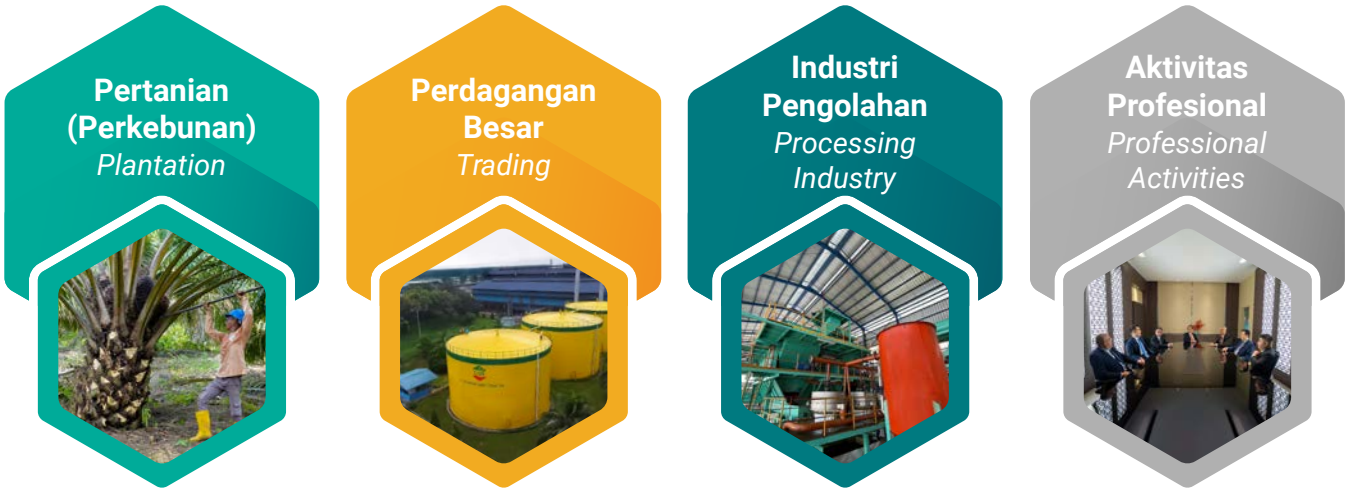 Pertanian
(Perkebunan)
Plantation
Perdagangan
Besar
Trading
Industri
Pengolahan
Processing
Industry
Aktivitas
Profesional
Professional
Activities